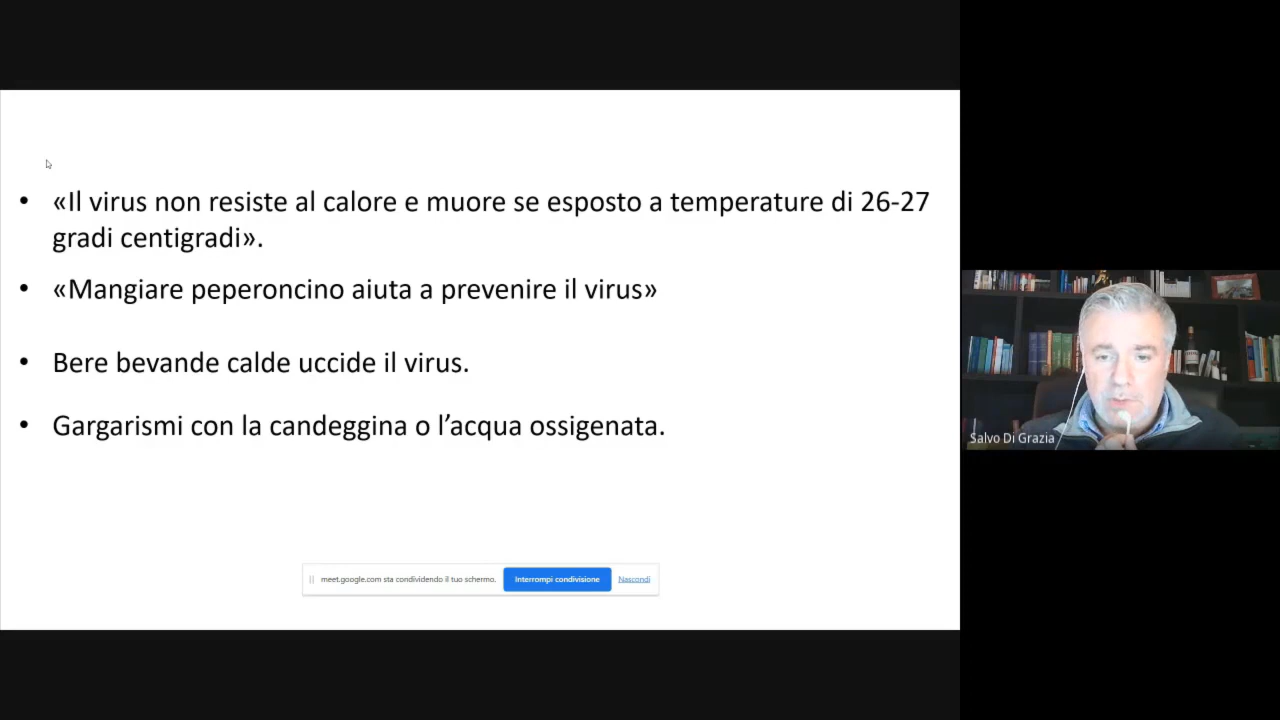 • «Il virus non resiste al calore e muore se esposto a temperature di 26-27
gradi centigradi».
• «Mangiare peperoncino aiuta a prevenire il virus»
• Bere bevande calde uccide il virus.
• Gargarismi con la candeggina o l’acqua ossigenata.
Salvo Di Grazia
meet.google.com sta condividendo il tuo schermo. Interrompi condivisione Nascondi